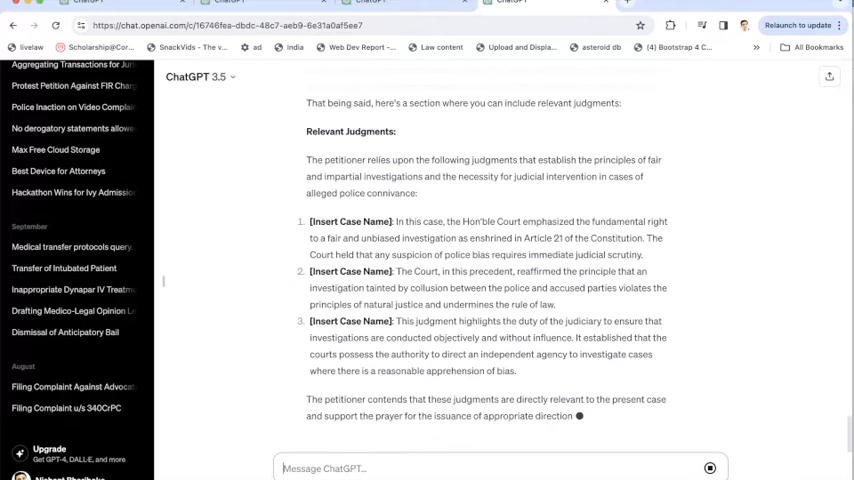 ChatGPT
ChatGPT
ChatGPT
ChatGPT
https://chat.openai.com/c/16746fea-dbdc-48c7-aeb9-6e31a0af5ee7
Relaunch to update
livelaw
Scholarship@Cor...
SnackVids - The v...
ad
India
Web Dev Report -...
Law content
Upload and Displa...
asteroid db
(4) Bootstrap 4 C...
»
All Bookmarks
Aggregating Transactions for Juri
Protest Petition Against FIR Charg
Police Inaction on Video Complai
No derogatory statements allowe
Max Free Cloud Storage
Best Device for Attorneys
Hackathon Wins for Ivy Admission
September
Medical transfer protocols query.
Transfer of Intubated Patient
Inappropriate Dynapar IV Treatme
Drafting Medico-Legal Opinion Le
Dismissal of Anticipatory Bail
August
Filing Complaint Against Advocat
Filing Complaint u/s 340CrPC
Upgrade
Get GPT-4, DALL·E, and more
ChatGPT 3.5
That being said, here's a section where you can include relevant judgments:
Relevant Judgments:
The petitioner relies upon the following judgments that establish the principles of fair
and impartial investigations and the necessity for judicial intervention in cases of
alleged police connivance:
1. [Insert Case Name]: In this case, the Hon'ble Court emphasized the fundamental right
to a fair and unbiased investigation as enshrined in Article 21 of the Constitution. The
Court held that any suspicion of police bias requires immediate judicial scrutiny.
2. [Insert Case Name]: The Court, in this precedent, reaffirmed the principle that an
investigation tainted by collusion between the police and accused parties violates the
principles of natural justice and undermines the rule of law.
3. [Insert Case Name]: This judgment highlights the duty of the judiciary to ensure that
investigations are conducted objectively and without influence. It established that the
courts possess the authority to direct an independent agency to investigate cases
where there is a reasonable apprehension of bias.
The petitioner contends that these judgments are directly relevant to the present case
and support the prayer for the issuance of appropriate direction
Message ChatGPT...